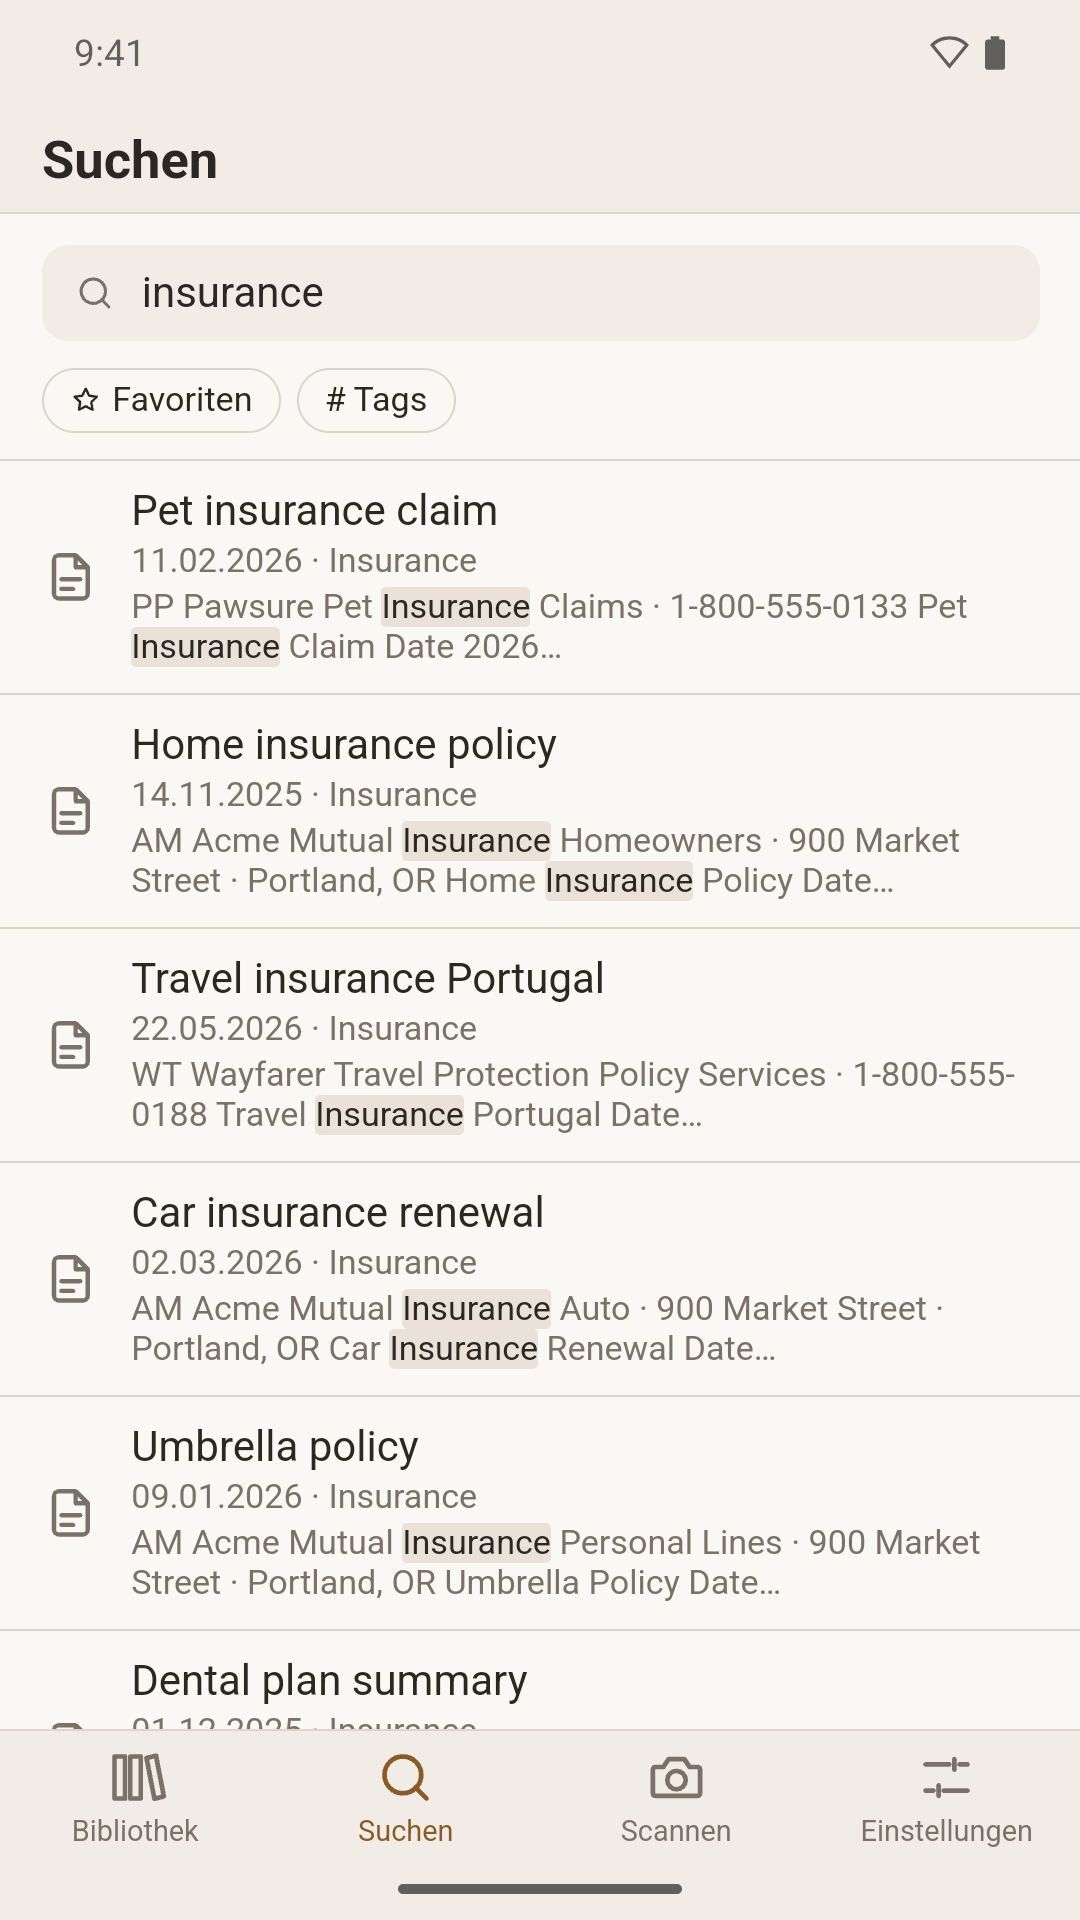 9:41
Suchen
insurance
Favoriten
# Tags
Pet insurance claim
11.02.2026 · Insurance
PP Pawsure Pet Insurance Claims · 1-800-555-0133 Pet
Insurance Claim Date 2026…
Home insurance policy
14.11.2025 · Insurance
AM Acme Mutual Insurance Homeowners · 900 Market
Street · Portland, OR Home Insurance Policy Date…
Travel insurance Portugal
22.05.2026 · Insurance
WT Wayfarer Travel Protection Policy Services · 1-800-555-
0188 Travel Insurance Portugal Date…
Car insurance renewal
02.03.2026 · Insurance
AM Acme Mutual Insurance Auto · 900 Market Street ·
Portland, OR Car Insurance Renewal Date…
Umbrella policy
09.01.2026 · Insurance
AM Acme Mutual Insurance Personal Lines · 900 Market
Street · Portland, OR Umbrella Policy Date…
Dental plan summary
01.12.2025 · Insurance
Bibliothek
Suchen
Scannen
Einstellungen